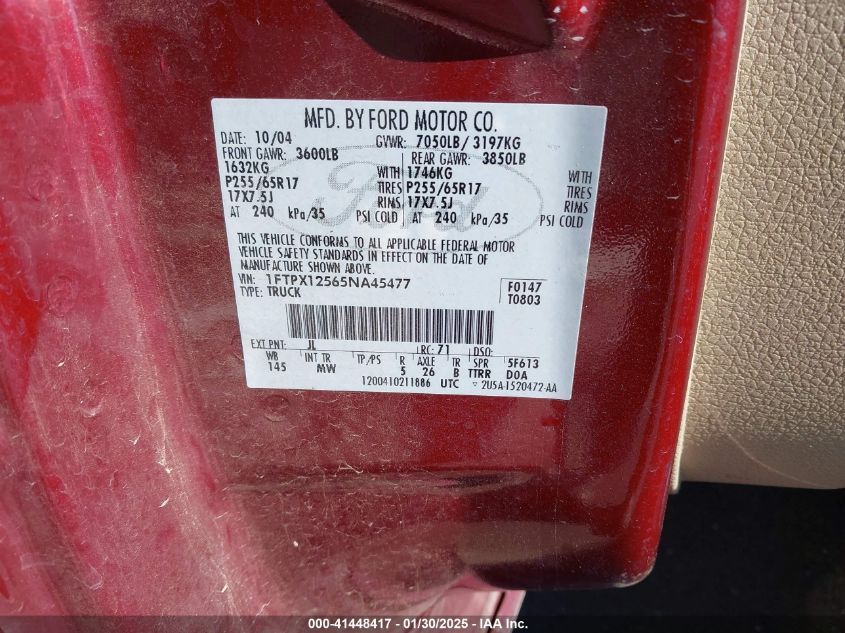 MFD. BY FORD MOTOR CO.
DATE: 10/04 GVWR: 7050LB/ 3197KG
FRONT GAWR: 3600LB REAR GAWR: 3850LB
1632KG WITH 1746KG WITH
P255/65R17 TIRES P255/65R17 TIRES
17X7.5J RIMS 17X7.5J RIMS
AT 240 kPa/35 PSI COLD AT 240 kPa/35 PSI COLD
THIS VEHICLE CONFORMS TO ALL APPLICABLE FEDERAL MOTOR
VEHICLE SAFETY STANDARDS IN EFFECT ON THE DATE OF
MANUFACTURE SHOWN ABOVE.
VIN: 1FTPX12565NA45477 F0147
TYPE: TRUCK T0803
Ford
EXT PNT: JL RC: 71 DSO:
WB INT TR TP/PS R AXLE TR SPR 5F613
145 MW 5 26 B TTRR DOA
1200410211886 UTC ▽ 2U5A-1520472-AA
000-41448417 - 01/30/2025 - IAA Inc.